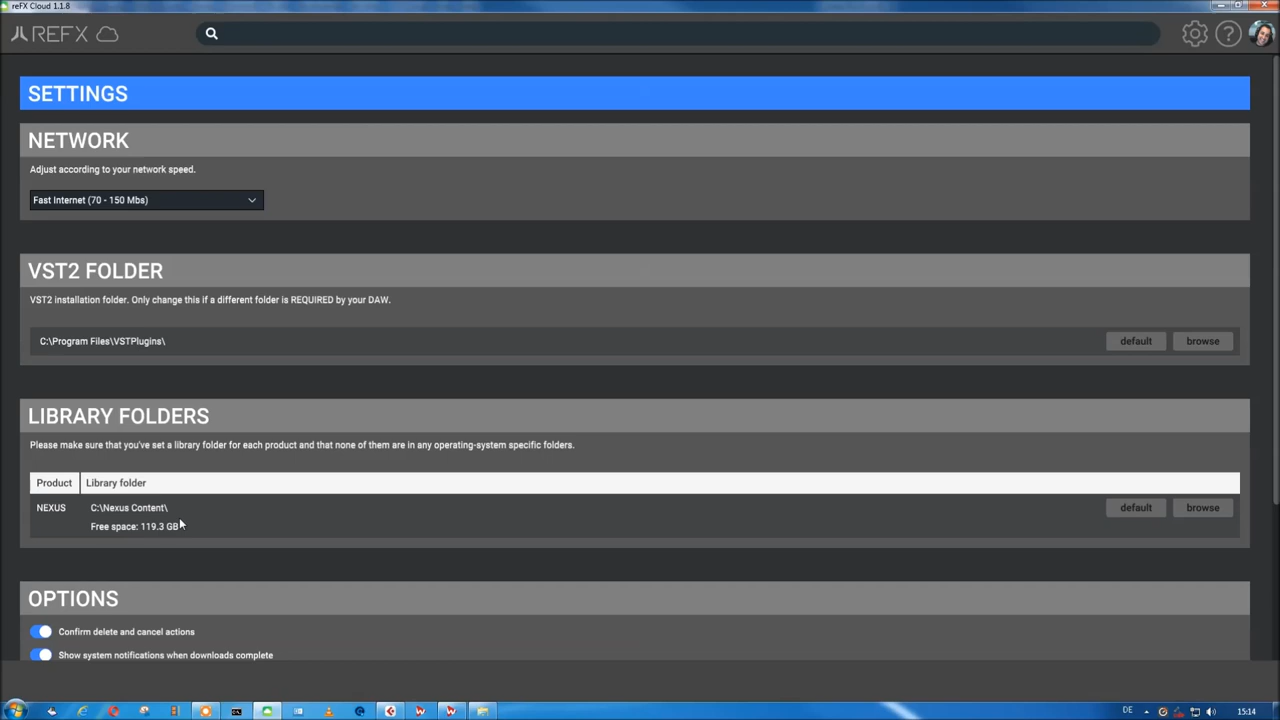 reFX Cloud 1.1.8
REFX
SETTINGS
NETWORK
Adjust according to your network speed.
Fast Internet (70 - 150 Mbs)
VST2 FOLDER
VST2 installation folder. Only change this if a different folder is REQUIRED by your DAW.
C:\Program Files\VSTPlugins\
default
browse
LIBRARY FOLDERS
Please make sure that you've set a library folder for each product and that none of them are in any operating-system specific folders.
Product
Library folder
NEXUS
C:\Nexus Content\
default
browse
Free space: 119.3 GB
OPTIONS
Confirm delete and cancel actions
Show system notifications when downloads complete
DE
15:14